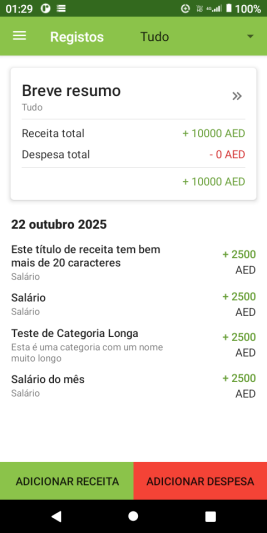 01:29
100%
Registos
Tudo
Breve resumo
Tudo
Receita total + 10000 AED
Despesa total - 0 AED
+ 10000 AED
22 outubro 2025
Este título de receita tem bem
mais de 20 caracteres
Salário
+ 2500
AED
Salário
Salário
+ 2500
AED
Teste de Categoria Longa
Esta é uma categoria com um nome
muito longo
+ 2500
AED
Salário do mês
Salário
+ 2500
AED
ADICIONAR RECEITA
ADICIONAR DESPESA